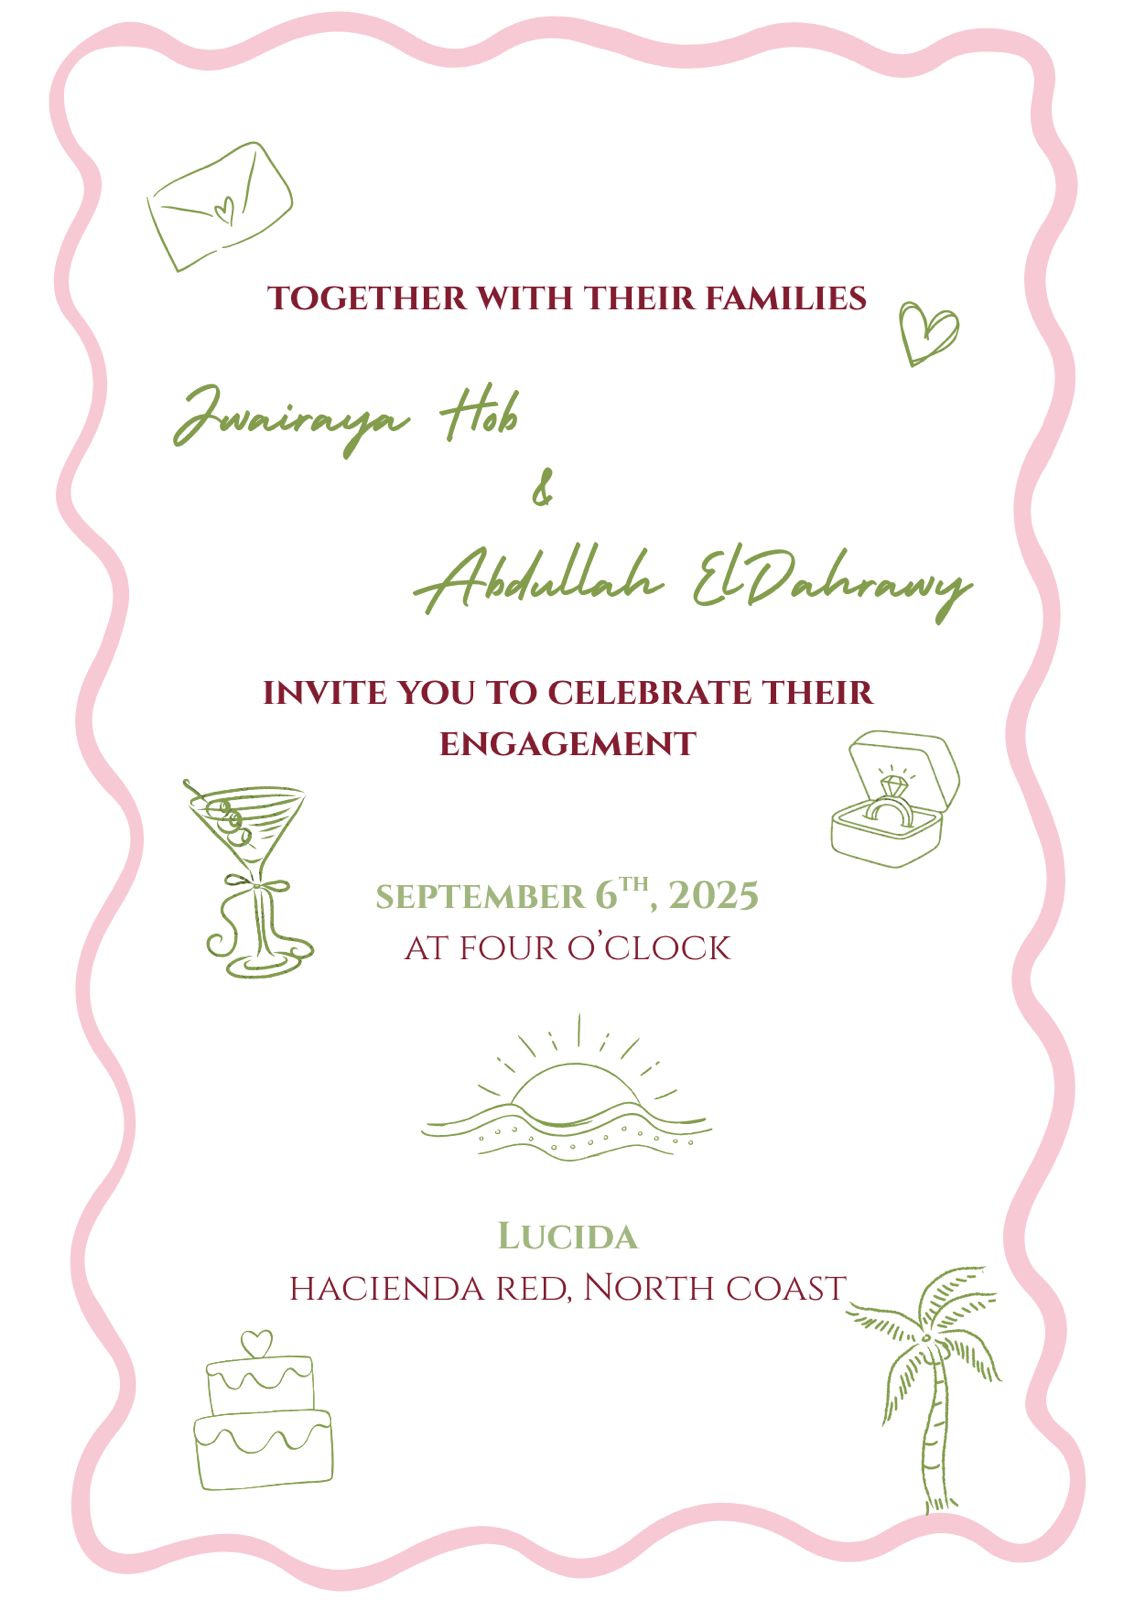 TOGETHER WITH THEIR FAMILIES
Jwairaya Hob
&
Abdullah ElDahrawy
INVITE YOU TO CELEBRATE THEIR
ENGAGEMENT
SEPTEMBER 6TH, 2025
AT FOUR O’CLOCK
LUCIDA
HACIENDA RED, NORTH COAST